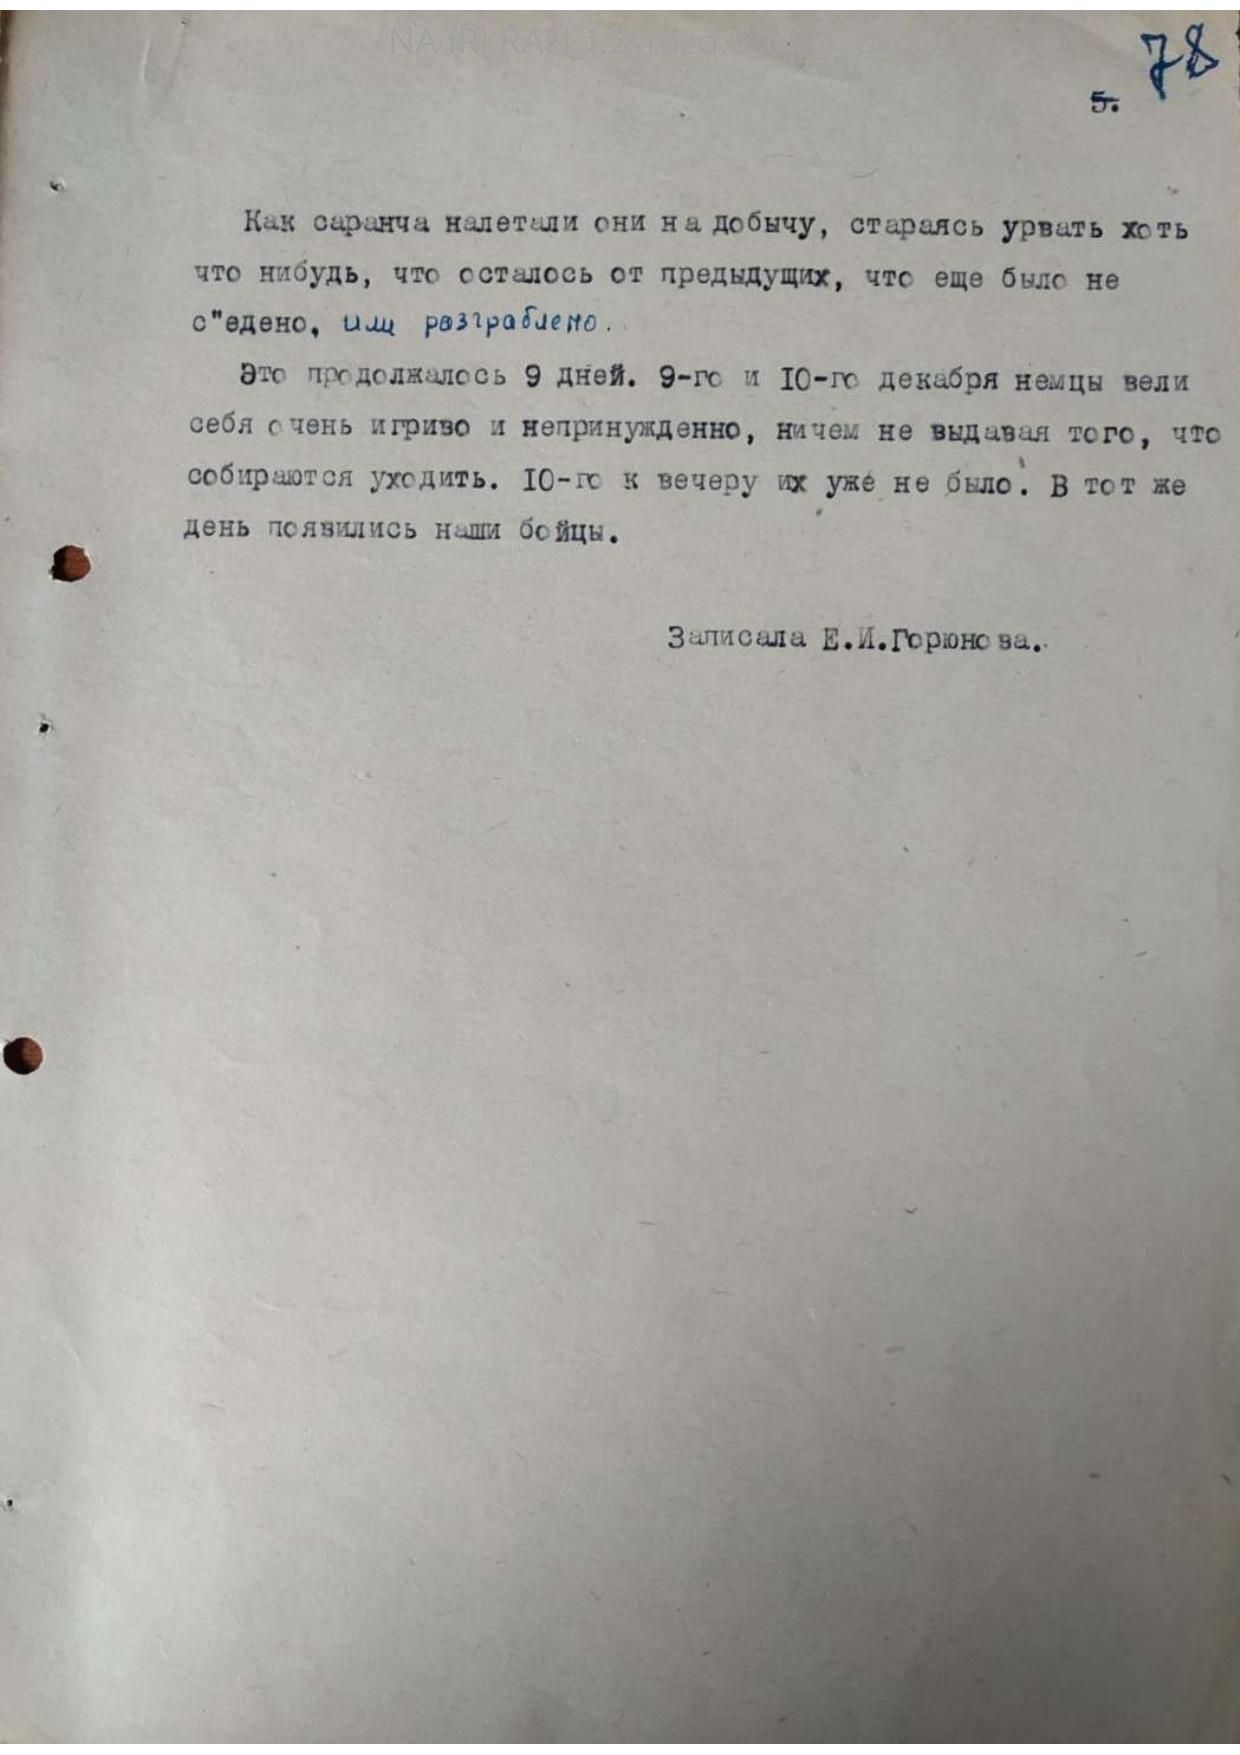 78
5.
Как саранча налетали они на добычу, стараясь урвать хоть
что нибудь, что осталось от предыдущих, что еще было не
с"едено, или разграблено.
Это продолжалось 9 дней. 9-го и 10-го декабря немцы вели
себя очень игриво и непринужденно, ничем не выдавая того, что
собираются уходить. 10-го к вечеру их уже не было. В тот же
день появились наши бойцы.
Записала Е.И.Горюнова.